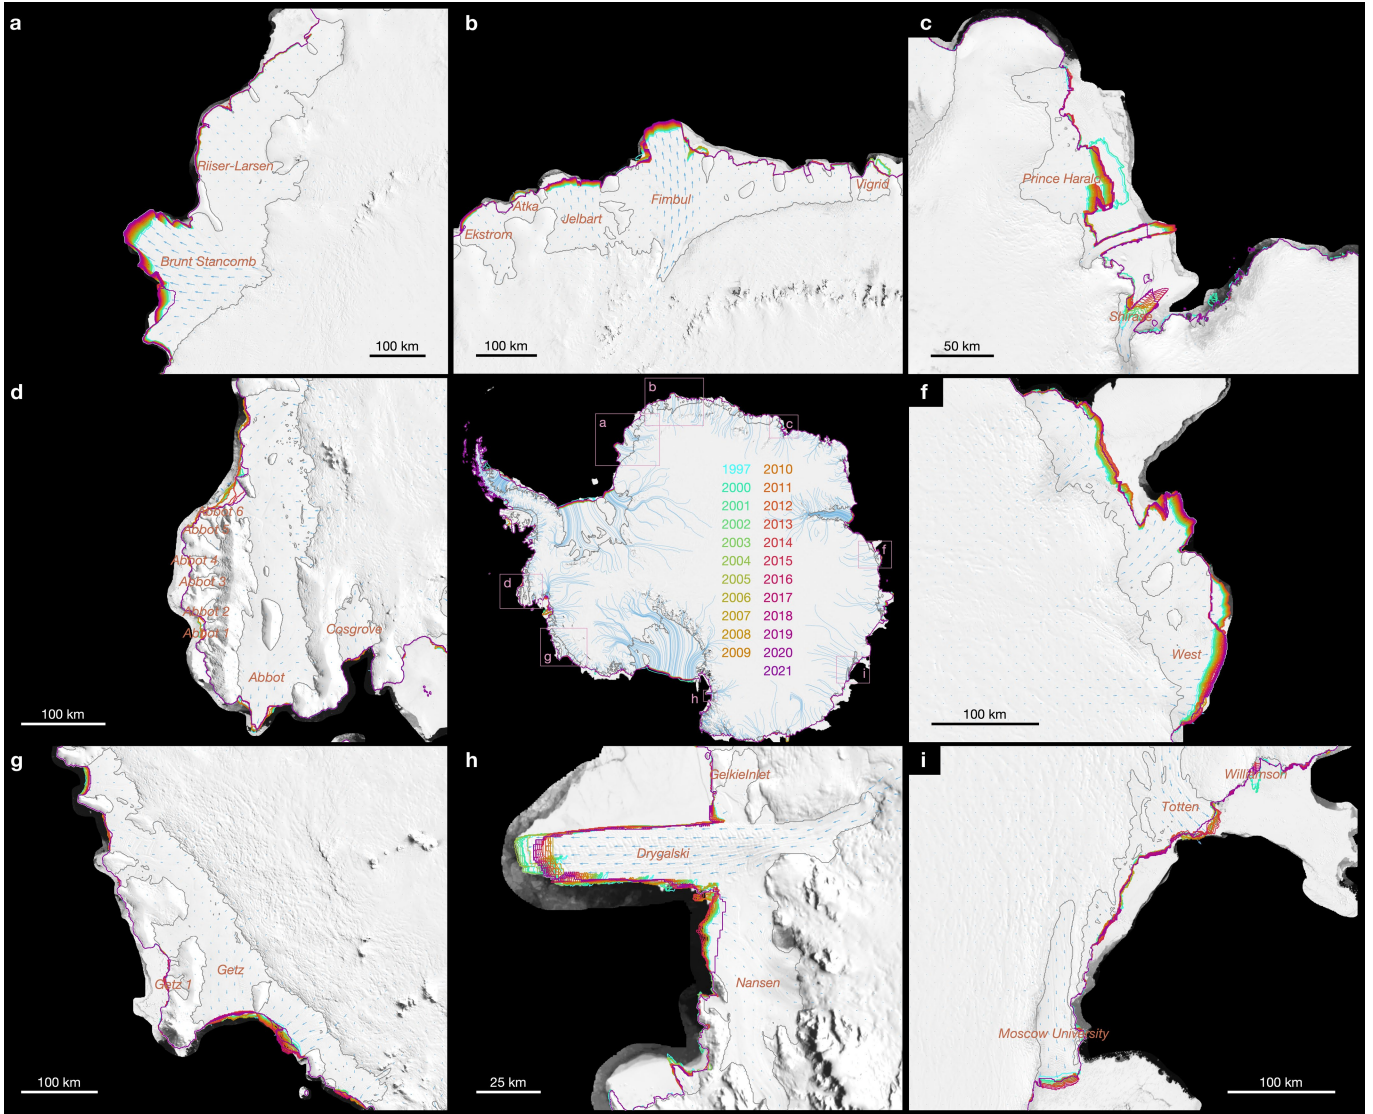 a
Riiser-Larsen
Brunt Stancomb
100 km
b
Ekstrom
Atka
Jelbart
Fimbul
Vigrid
100 km
c
Prince Harald
Shirase
50 km
d
Abbot 6
Abbot 5
Abbot 4
Abbot 3
Abbot 2
Abbot 1
Abbot
Cosgrove
100 km
b
a
c
d
f
g
h
i
1997 2010
2000 2011
2001 2012
2002 2013
2003 2014
2004 2015
2005 2016
2006 2017
2007 2018
2008 2019
2009 2020
2021
f
West
100 km
g
Getz
Getz 1
100 km
h
GeikieInlet
Drygalski
Nansen
25 km
i
Williamson
Totten
Moscow University
100 km